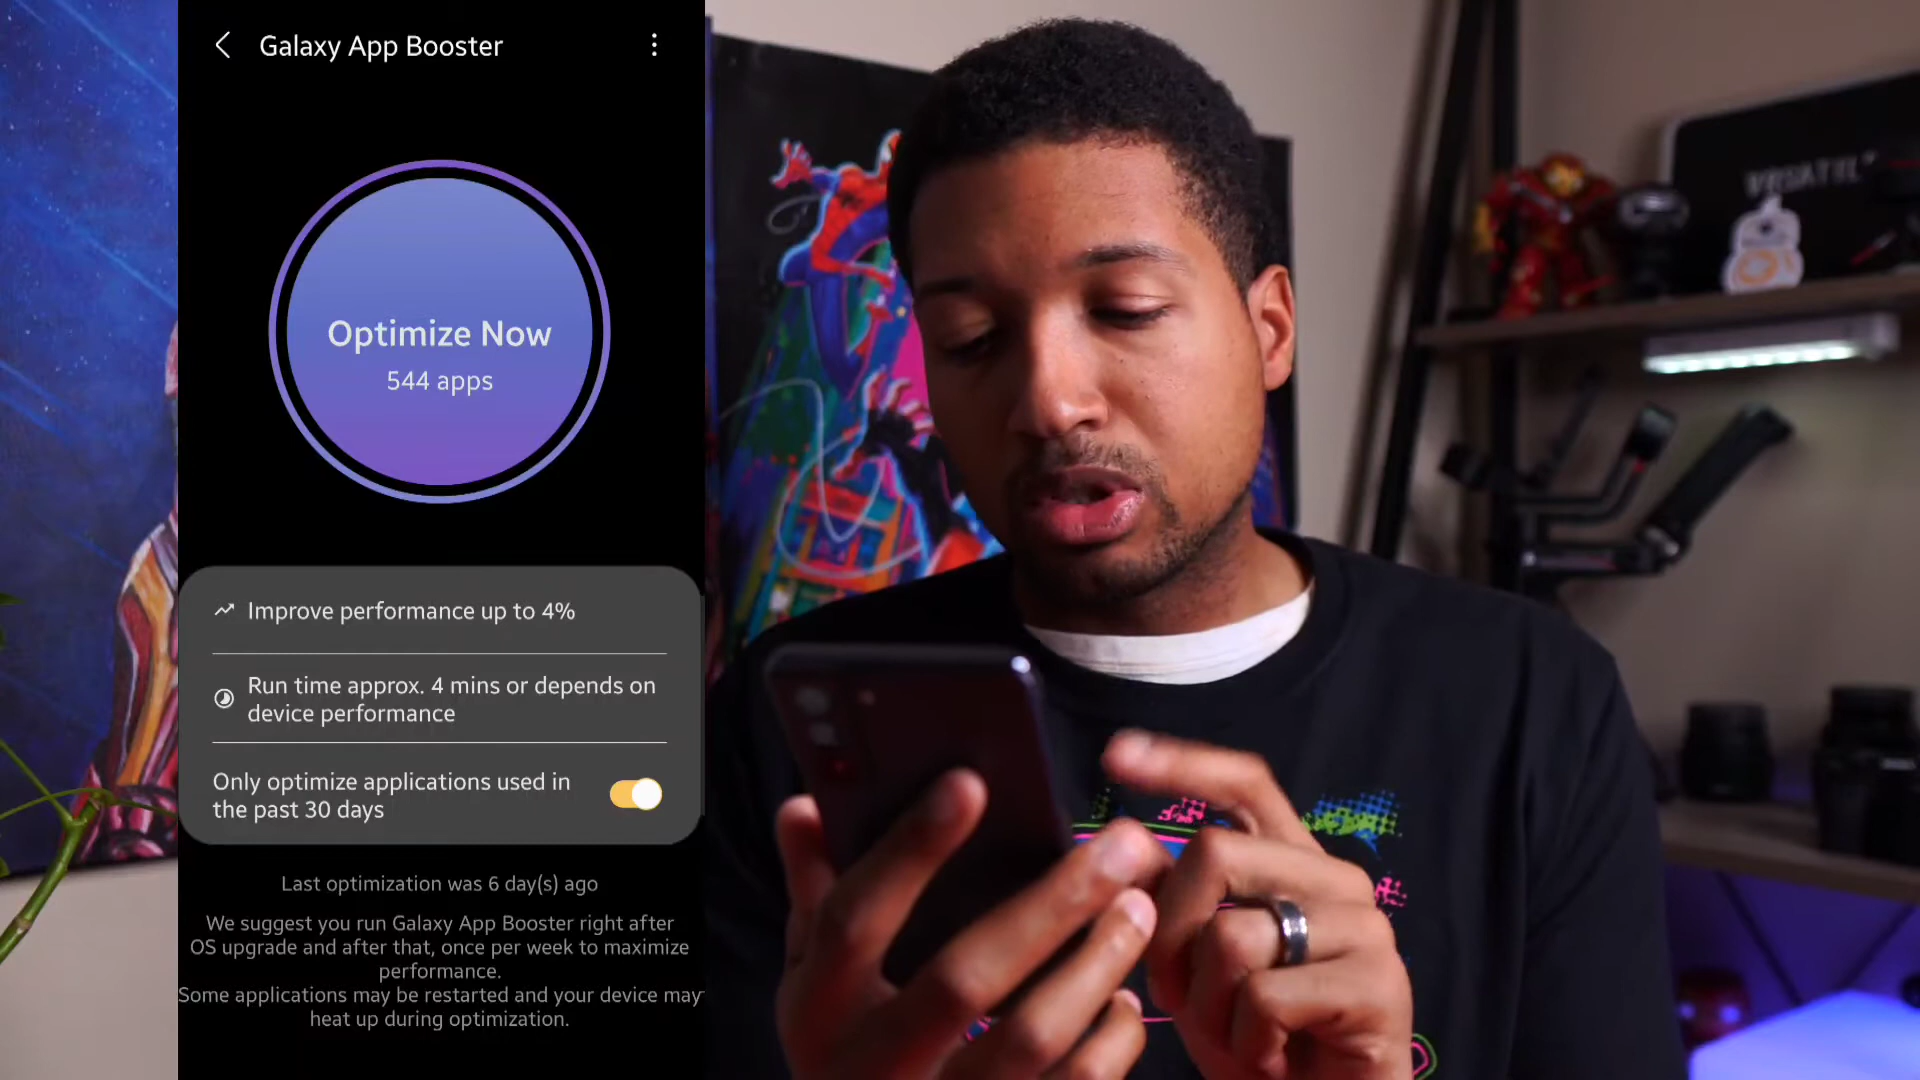 Galaxy App Booster
Optimize Now
544 apps
Improve performance up to 4%
Run time approx. 4 mins or depends on
device performance
Only optimize applications used in
the past 30 days
Last optimization was 6 day(s) ago
We suggest you run Galaxy App Booster right after
OS upgrade and after that, once per week to maximize
performance.
Some applications may be restarted and your device may
heat up during optimization.